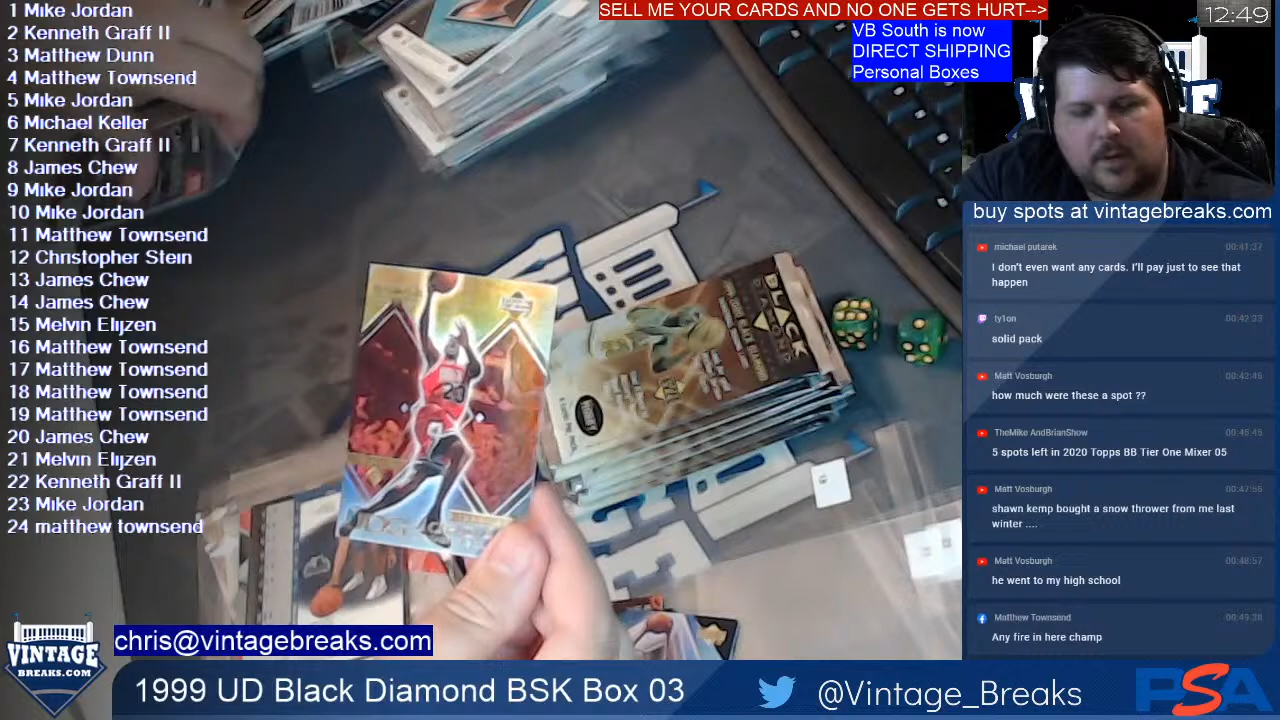 1 Mike Jordan
2 Kenneth Graff II
3 Matthew Dunn
4 Matthew Townsend
5 Mike Jordan
6 Michael Keller
7 Kenneth Graff II
8 James Chew
9 Mike Jordan
10 Mike Jordan
11 Matthew Townsend
12 Christopher Stein
13 James Chew
14 James Chew
15 Melvin Elijzen
16 Matthew Townsend
17 Matthew Townsend
18 Matthew Townsend
19 Matthew Townsend
20 James Chew
21 Melvin Elijzen
22 Kenneth Graff II
23 Mike Jordan
24 matthew townsend
SELL ME YOUR CARDS AND NO ONE GETS HURT-->
VB South is now
DIRECT SHIPPING
Personal Boxes
12:49
BLACK
buy spots at vintagebreaks.com
michael putarek 00:41:37
I don't even want any cards. I'll pay just to see that
happen
ty1on 00:42:33
solid pack
Matt Vosburgh 00:42:46
how much were these a spot ??
TheMike AndBrianShow 00:45:45
5 spots left in 2020 Topps BB Tier One Mixer 05
Matt Vosburgh 00:47:55
shawn kemp bought a snow thrower from me last
winter ....
Matt Vosburgh 00:48:57
he went to my high school
Matthew Townsend 00:49:38
Any fire in here champ
VINTAGE
BREAKS.COM
chris@vintagebreaks.com
1999 UD Black Diamond BSK Box 03
@Vintage_Breaks
PSA